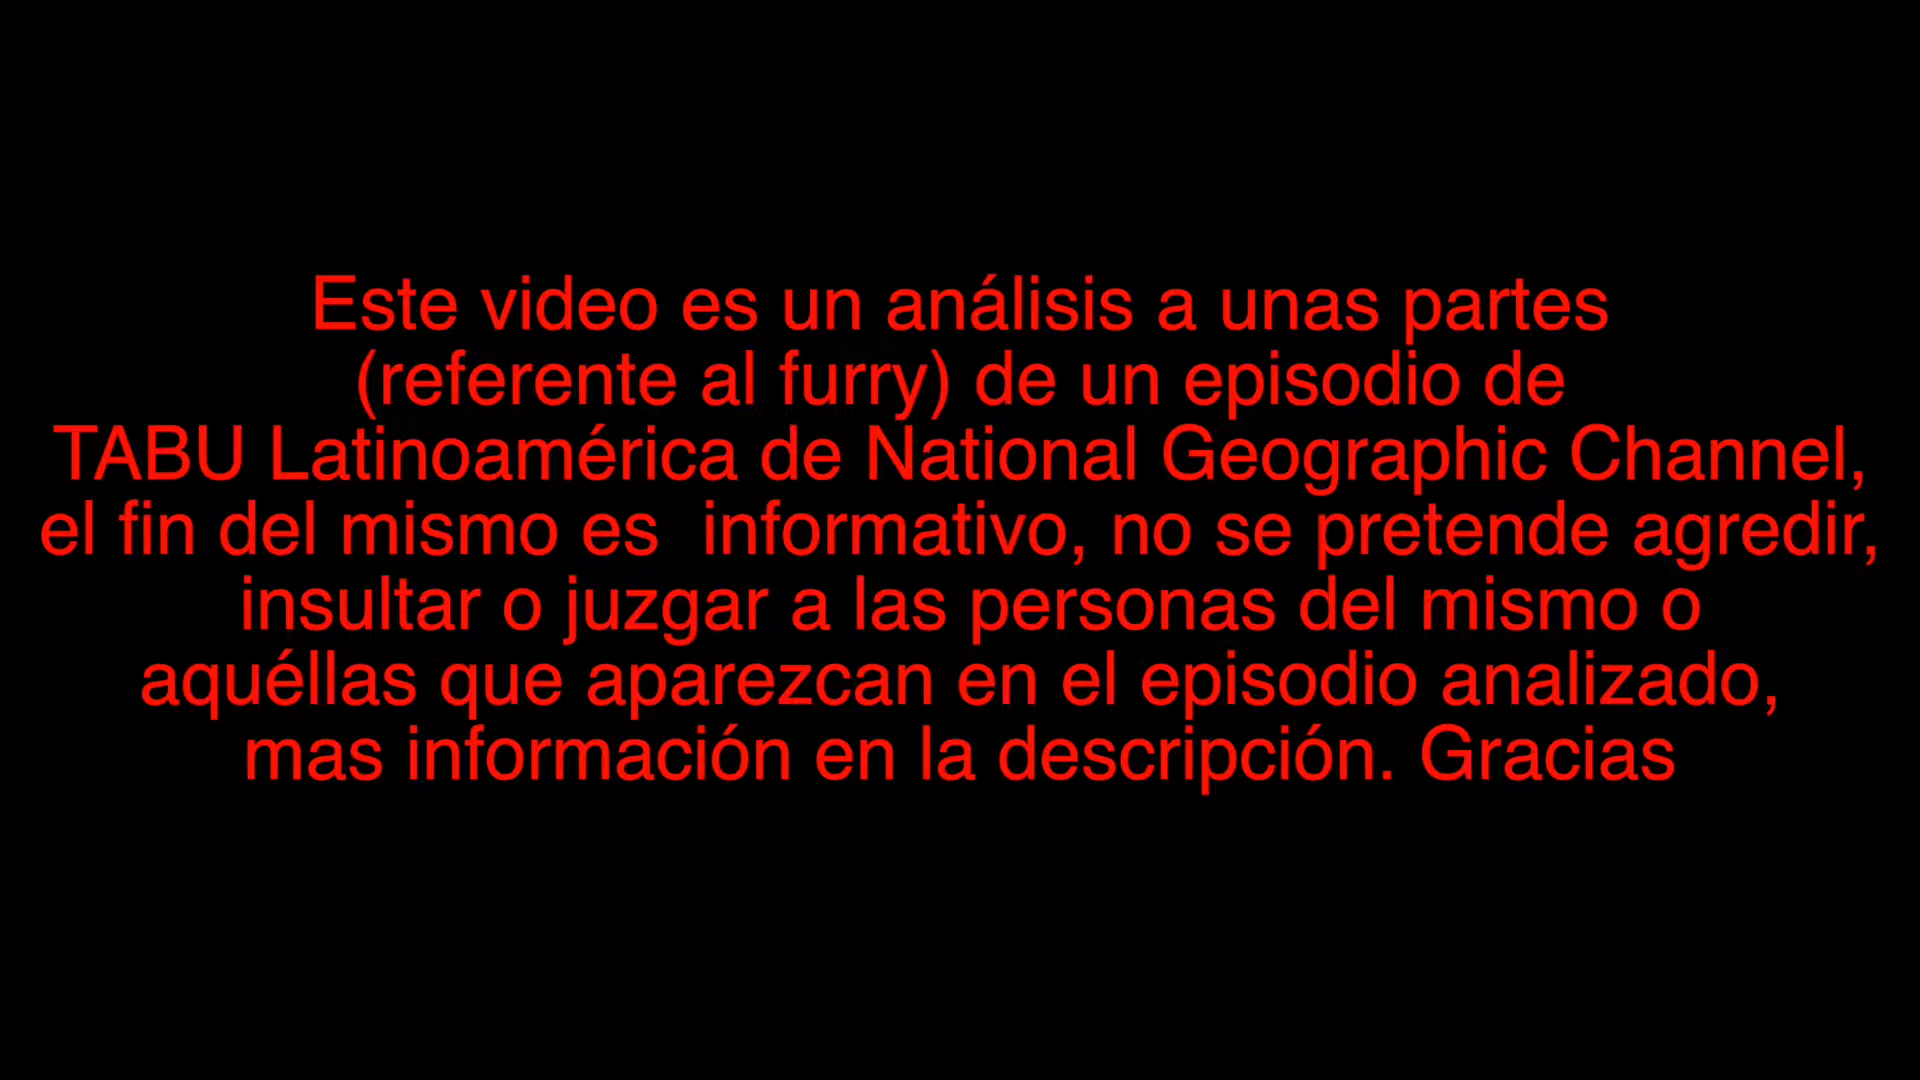 Este video es un análisis a unas partes
(referente al furry) de un episodio de
TABU Latinoamérica de National Geographic Channel,
el fin del mismo es  informativo, no se pretende agredir,
insultar o juzgar a las personas del mismo o
aquéllas que aparezcan en el episodio analizado,
mas información en la descripción. Gracias